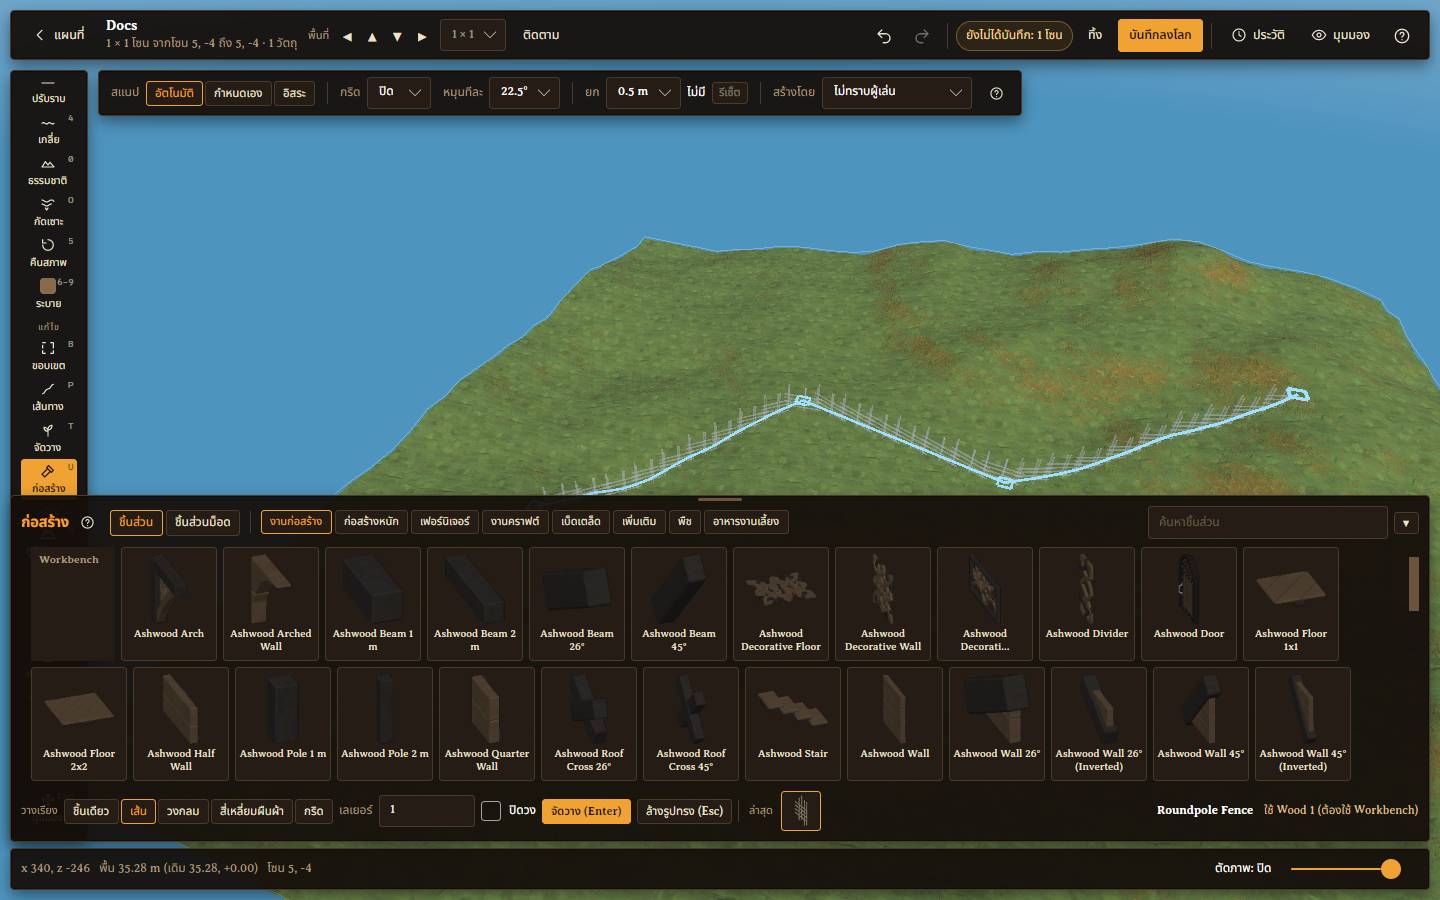 แผนที่
Docs
1 × 1 โซน จากโซน 5, -4 ถึง 5, -4 · 1 วัตถุ
พื้นที่
1 × 1
ติดตาม
ยังไม่ได้บันทึก: 1 โซน
ทิ้ง
บันทึกลงโลก
ประวัติ
มุมมอง
สแนป
อัตโนมัติ
กำหนดเอง
อิสระ
กริด
ปิด
หมุนทีละ
22.5°
ยก
0.5 m
ไม่มี
รีเซ็ต
สร้างโดย
ไม่ทราบผู้เล่น
ปรับราบ
4
เกลี่ย
0
ธรรมชาติ
O
กัดเซาะ
5
คืนสภาพ
6-9
ระบาย
แก้ไข
B
ขอบเขต
P
เส้นทาง
T
จัดวาง
U
ก่อสร้าง
ก่อสร้าง
ชิ้นส่วน
ชิ้นส่วนม็อด
งานก่อสร้าง
ก่อสร้างหนัก
เฟอร์นิเจอร์
งานคราฟต์
เบ็ดเตล็ด
เพิ่มเติม
พืช
อาหารงานเลี้ยง
ค้นหาชิ้นส่วน
Workbench
Ashwood Arch
Ashwood Arched Wall
Ashwood Beam 1 m
Ashwood Beam 2 m
Ashwood Beam 26°
Ashwood Beam 45°
Ashwood Decorative Floor
Ashwood Decorative Wall
Ashwood Decorati...
Ashwood Divider
Ashwood Door
Ashwood Floor 1x1
Ashwood Floor 2x2
Ashwood Half Wall
Ashwood Pole 1 m
Ashwood Pole 2 m
Ashwood Quarter Wall
Ashwood Roof Cross 26°
Ashwood Roof Cross 45°
Ashwood Stair
Ashwood Wall
Ashwood Wall 26°
Ashwood Wall 26° (Inverted)
Ashwood Wall 45°
Ashwood Wall 45° (Inverted)
วางเรียง
ชิ้นเดียว
เส้น
วงกลม
สี่เหลี่ยมผืนผ้า
กริด
เลเยอร์
1
ปิดวง
จัดวาง (Enter)
ล้างรูปทรง (Esc)
ล่าสุด
Roundpole Fence
ใช้ Wood 1 (ต้องใช้ Workbench)
x 340, z -246
พื้น 35.28 m (เดิม 35.28, +0.00)
โซน 5, -4
ตัดภาพ: ปิด